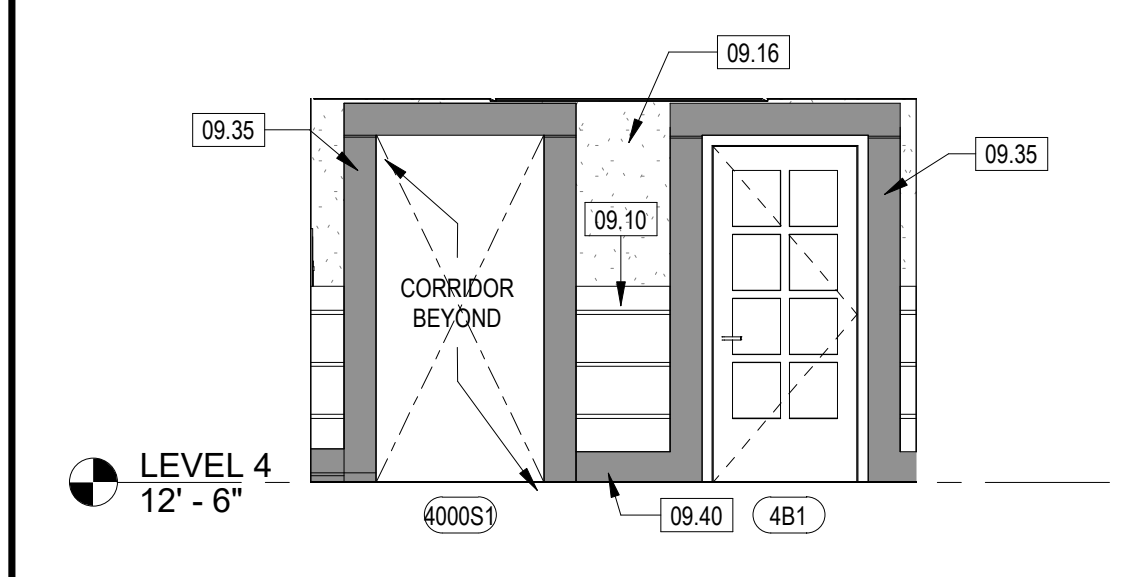 09.16
09.35
09.35
09.10
CORRIDOR
BEYOND
LEVEL 4
12' - 6"
4000S1
09.40
4B1